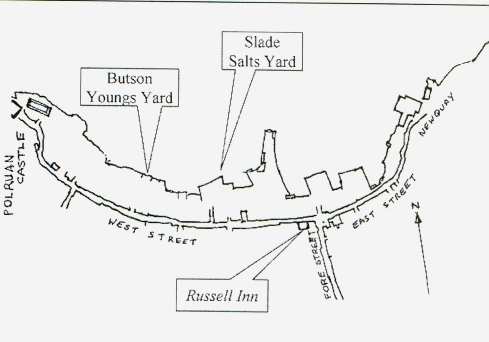 Slade
Salts Yard
Butson
Youngs Yard
POLRUAN
CASTLE
NEWQUAY
WEST STREET
EAST STREET
N
FORE STREET
Russell Inn